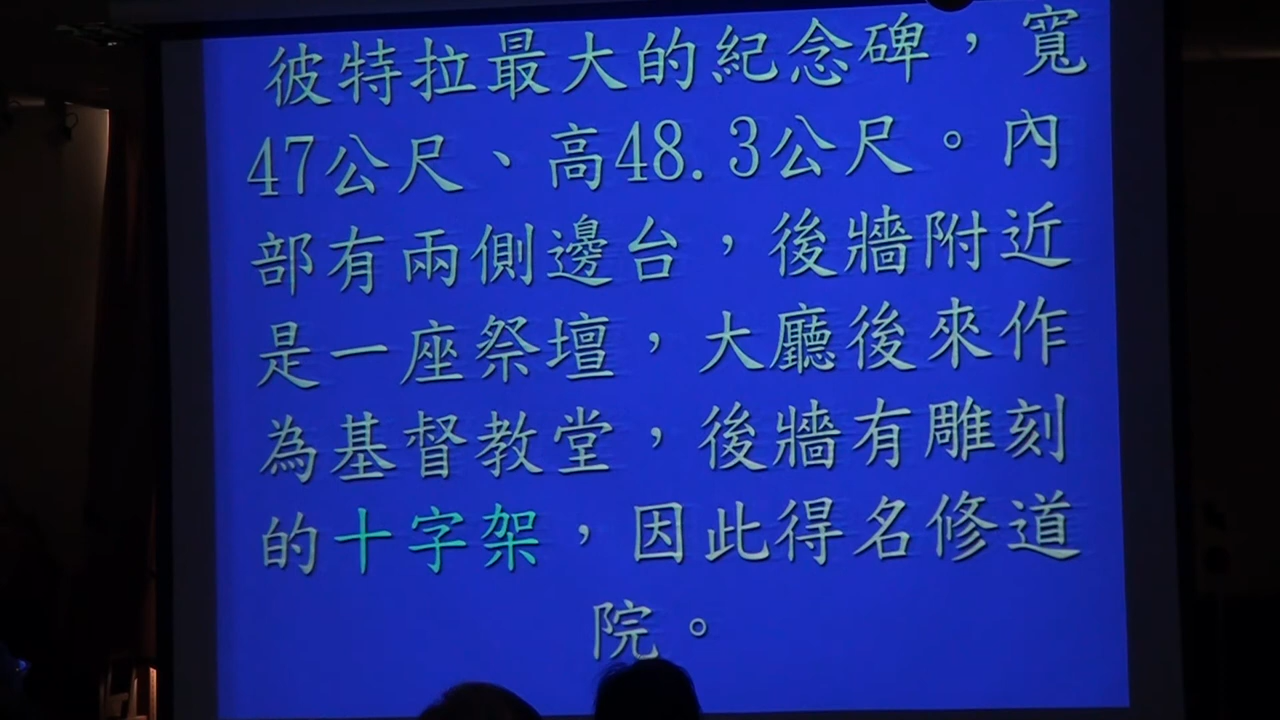 彼特拉最大的紀念碑，寬
47公尺、高48.3公尺。內
部有兩側邊台，後牆附近
是一座祭壇，大廳後來作
為基督教堂，後牆有雕刻
的十字架，因此得名修道
院。